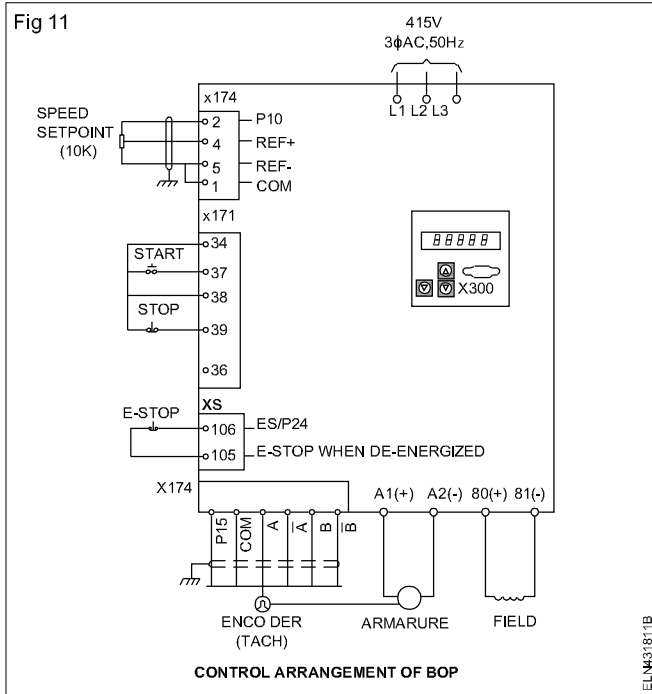 Fig 11
415V
3ϕAC,50Hz
L1 L2 L3
x174
SPEED
SETPOINT
(10K)
2 P10
4 REF+
5 REF-
1 COM
x171
34
START
37
38
STOP
39
36
88888
X300
XS
E-STOP
106 ES/P24
105 E-STOP WHEN DE-ENERGIZED
X174
A1(+) A2(-) 80(+) 81(-)
P15 COM A A̅ B B̅
ENCO DER
(TACH)
ARMARURE
FIELD
CONTROL ARRANGEMENT OF BOP
ELN431811B